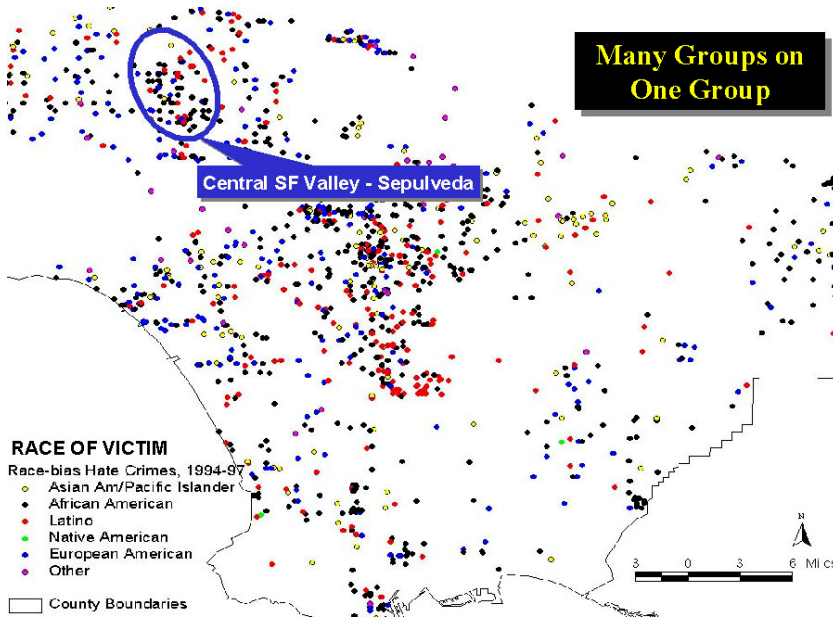 Many Groups on
One Group
Central SF Valley - Sepulveda
RACE OF VICTIM
Race-bias Hate Crimes, 1994-97
Asian Am/Pacific Islander
African American
Latino
Native American
European American
Other
County Boundaries
N
3 0 3 6 Miles